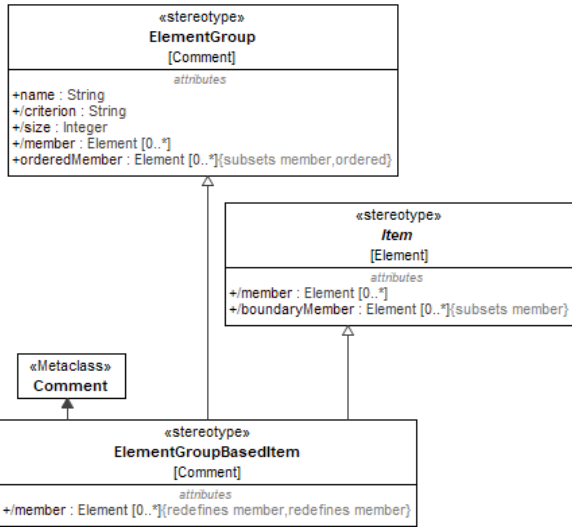 «stereotype»
ElementGroup
[Comment]
attributes
+name : String
+/criterion : String
+/size : Integer
+/member : Element [0..*]
+orderedMember : Element [0..*]{subsets member,ordered}
«stereotype»
Item
[Element]
attributes
+/member : Element [0..*]
+/boundaryMember : Element [0..*]{subsets member}
«Metaclass»
Comment
«stereotype»
ElementGroupBasedItem
[Comment]
attributes
+/member : Element [0..*]{redefines member,redefines member}